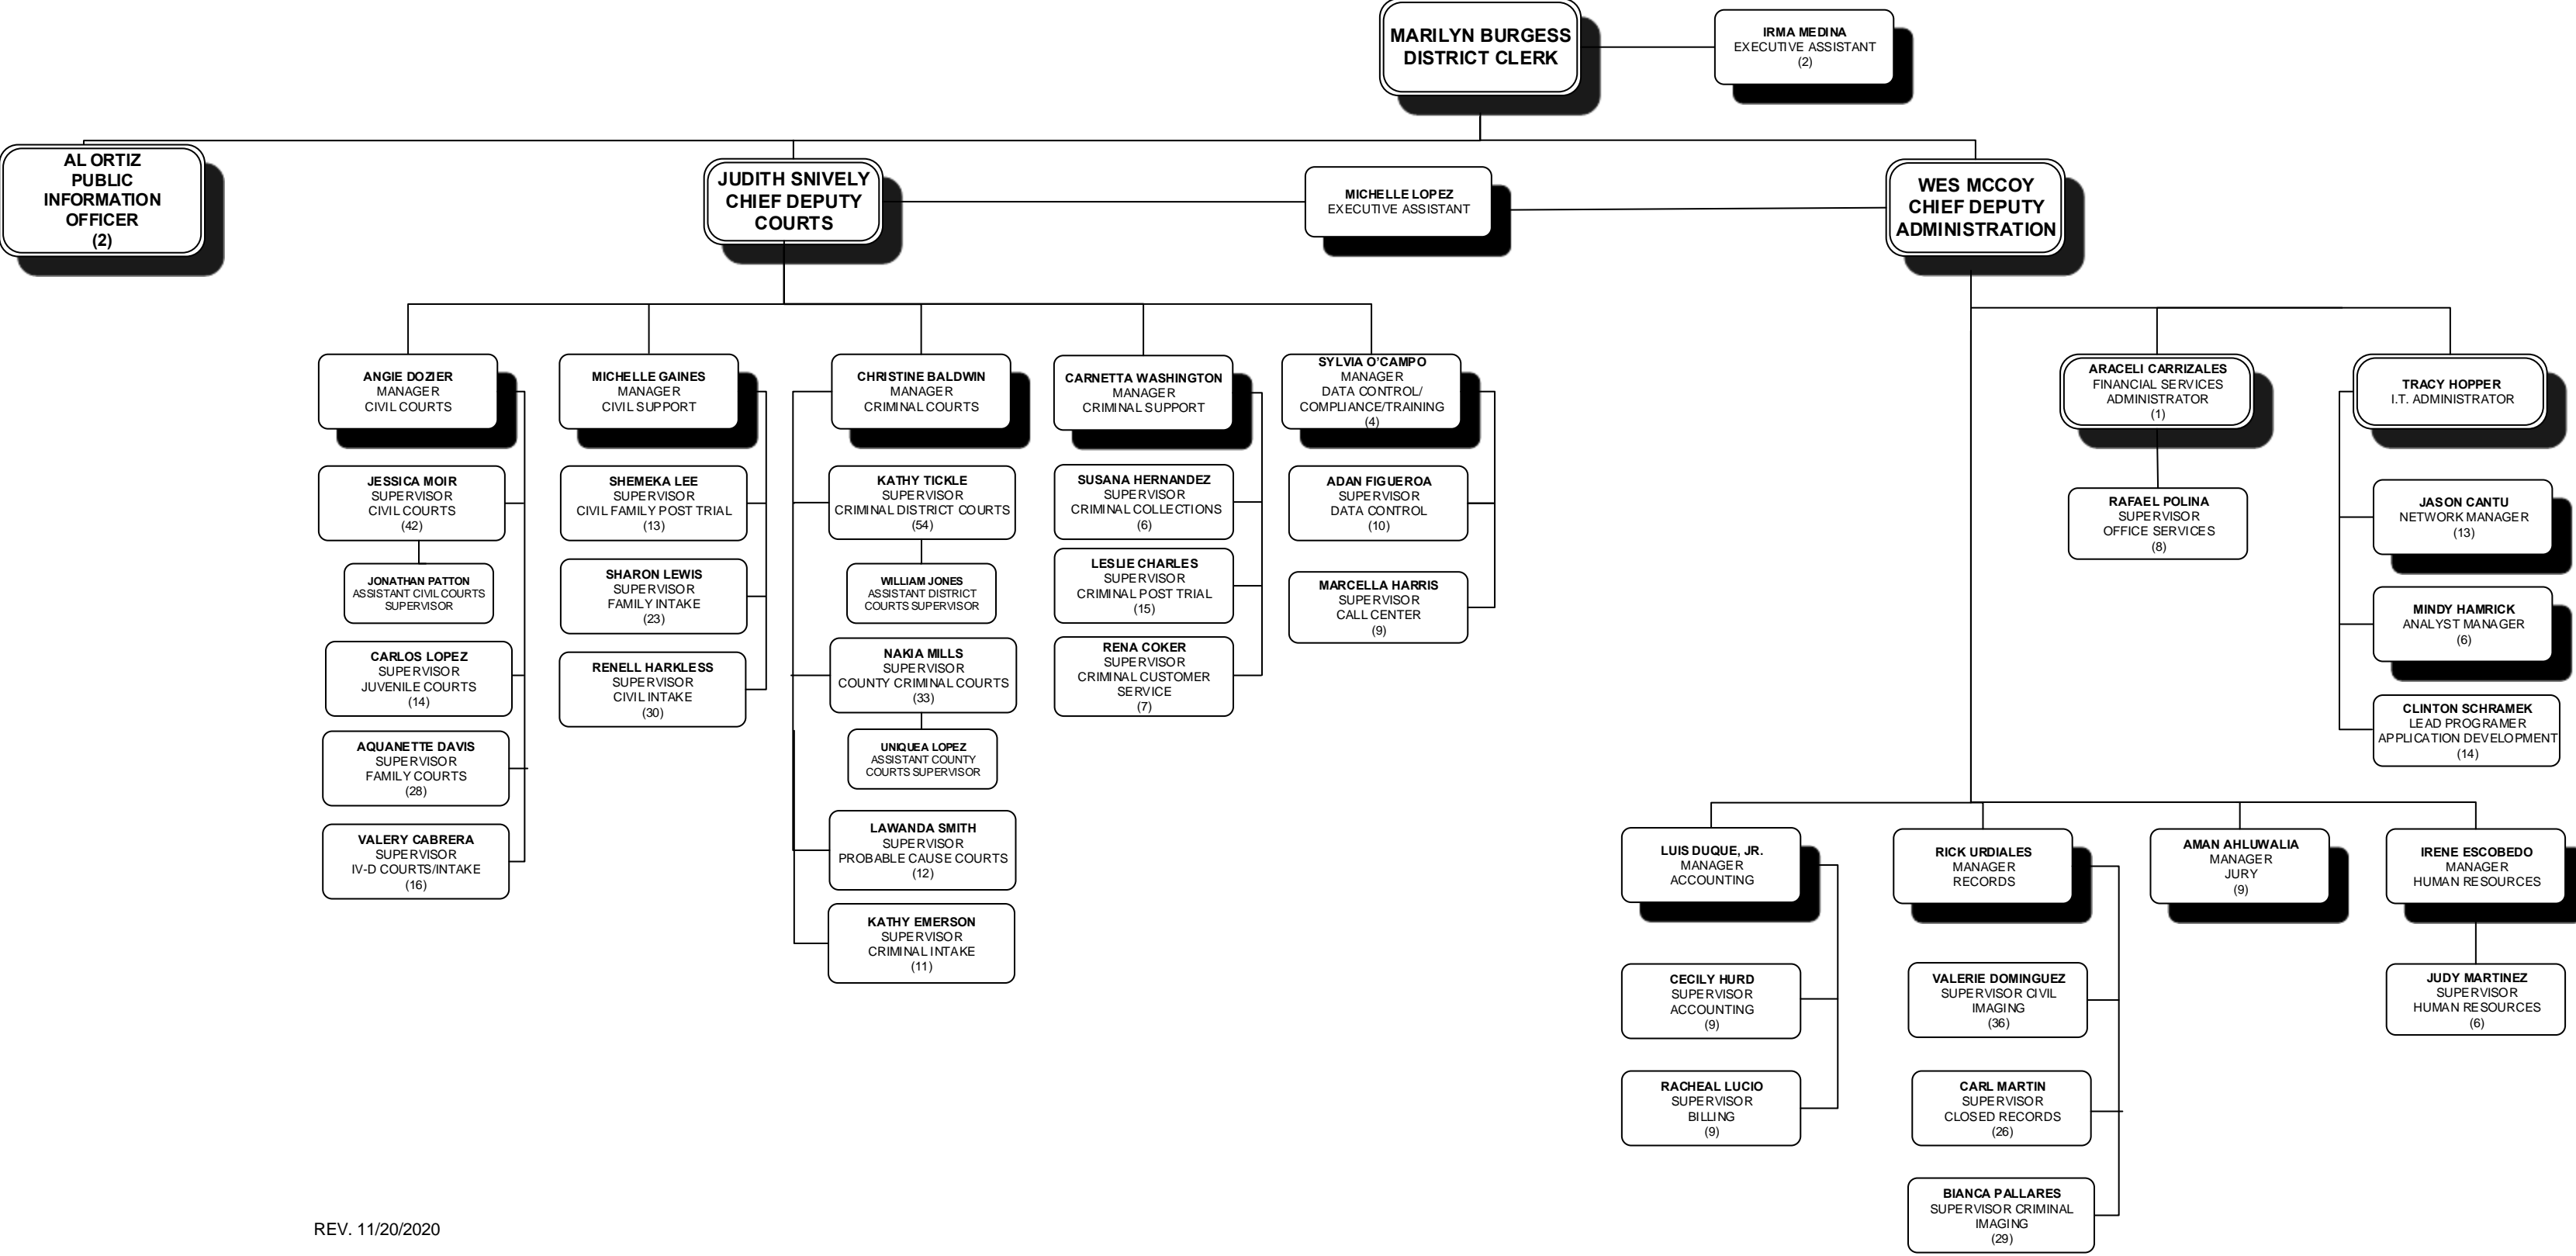 MARILYN BURGESS
DISTRICT CLERK
IRMA MEDINA
EXECUTIVE ASSISTANT
(2)
AL ORTIZ
PUBLIC
INFORMATION
OFFICER
(2)
JUDITH SNIVELY
CHIEF DEPUTY
COURTS
MICHELLE LOPEZ
EXECUTIVE ASSISTANT
WES MCCOY
CHIEF DEPUTY
ADMINISTRATION
ANGIE DOZIER
MANAGER
CIVIL COURTS
JESSICA MOIR
SUPERVISOR
CIVIL COURTS
(42)
JONATHAN PATTON
ASSISTANT CIVIL COURTS
SUPERVISOR
CARLOS LOPEZ
SUPERVISOR
JUVENILE COURTS
(14)
AQUANETTE DAVIS
SUPERVISOR
FAMILY COURTS
(28)
VALERY CABRERA
SUPERVISOR
IV-D COURTS/INTAKE
(16)
MICHELLE GAINES
MANAGER
CIVIL SUPPORT
SHEMEKA LEE
SUPERVISOR
CIVIL FAMILY POST TRIAL
(13)
SHARON LEWIS
SUPERVISOR
FAMILY INTAKE
(23)
RENELL HARKLESS
SUPERVISOR
CIVIL INTAKE
(30)
CHRISTINE BALDWIN
MANAGER
CRIMINAL COURTS
KATHY TICKLE
SUPERVISOR
CRIMINAL DISTRICT COURTS
(54)
WILLIAM JONES
ASSISTANT DISTRICT
COURTS SUPERVISOR
NAKIA MILLS
SUPERVISOR
COUNTY CRIMINAL COURTS
(33)
UNIQUEA LOPEZ
ASSISTANT COUNTY
COURTS SUPERVISOR
LAWANDA SMITH
SUPERVISOR
PROBABLE CAUSE COURTS
(12)
KATHY EMERSON
SUPERVISOR
CRIMINAL INTAKE
(11)
CARNETTA WASHINGTON
MANAGER
CRIMINAL SUPPORT
SUSANA HERNANDEZ
SUPERVISOR
CRIMINAL COLLECTIONS
(6)
LESLIE CHARLES
SUPERVISOR
CRIMINAL POST TRIAL
(15)
RENA COKER
SUPERVISOR
CRIMINAL CUSTOMER
SERVICE
(7)
SYLVIA O’CAMPO
MANAGER
DATA CONTROL/
COMPLIANCE/TRAINING
(4)
ADAN FIGUEROA
SUPERVISOR
DATA CONTROL
(10)
MARCELLA HARRIS
SUPERVISOR
CALL CENTER
(9)
ARACELI CARRIZALES
FINANCIAL SERVICES
ADMINISTRATOR
(1)
RAFAEL POLINA
SUPERVISOR
OFFICE SERVICES
(8)
TRACY HOPPER
I.T. ADMINISTRATOR
JASON CANTU
NETWORK MANAGER
(13)
MINDY HAMRICK
ANALYST MANAGER
(6)
CLINTON SCHRAMEK
LEAD PROGRAMER
APPLICATION DEVELOPMENT
(14)
LUIS DUQUE, JR.
MANAGER
ACCOUNTING
CECILY HURD
SUPERVISOR
ACCOUNTING
(9)
RACHEAL LUCIO
SUPERVISOR
BILLING
(9)
RICK URDIALES
MANAGER
RECORDS
VALERIE DOMINGUEZ
SUPERVISOR CIVIL
IMAGING
(36)
CARL MARTIN
SUPERVISOR
CLOSED RECORDS
(26)
BIANCA PALLARES
SUPERVISOR CRIMINAL
IMAGING
(29)
AMAN AHLUWALIA
MANAGER
JURY
(9)
IRENE ESCOBEDO
MANAGER
HUMAN RESOURCES
JUDY MARTINEZ
SUPERVISOR
HUMAN RESOURCES
(6)
REV. 11/20/2020